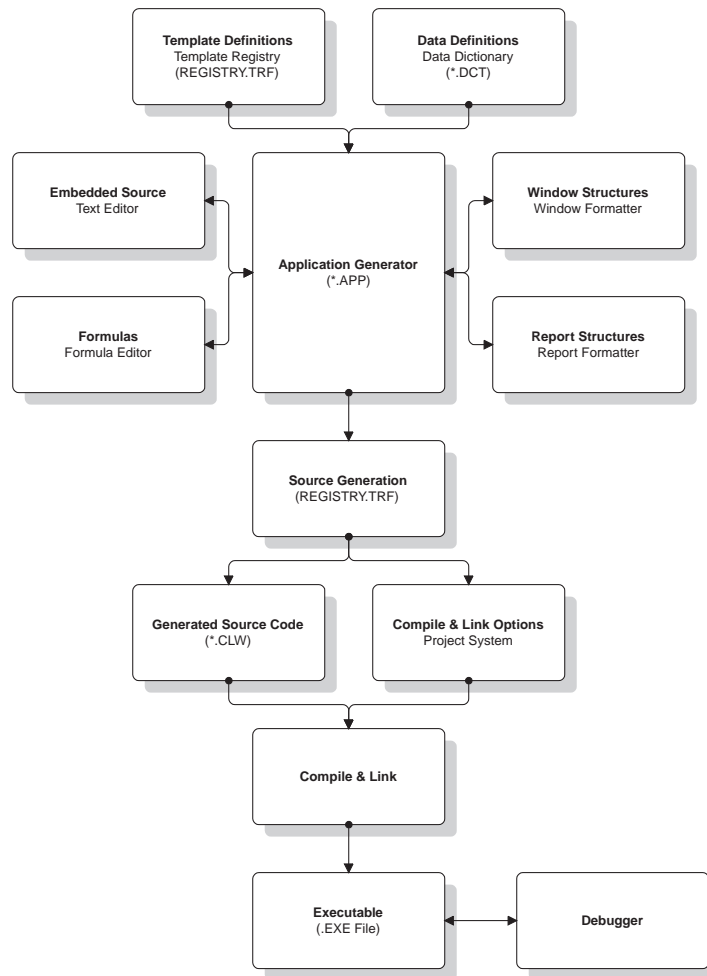 Template Definitions
Template Registry
(REGISTRY.TRF)
Data Definitions
Data Dictionary
(*.DCT)
Embedded Source
Text Editor
Window Structures
Window Formatter
Application Generator
(*.APP)
Formulas
Formula Editor
Report Structures
Report Formatter
Source Generation
(REGISTRY.TRF)
Generated Source Code
(*.CLW)
Compile & Link Options
Project System
Compile & Link
Executable
(.EXE File)
Debugger